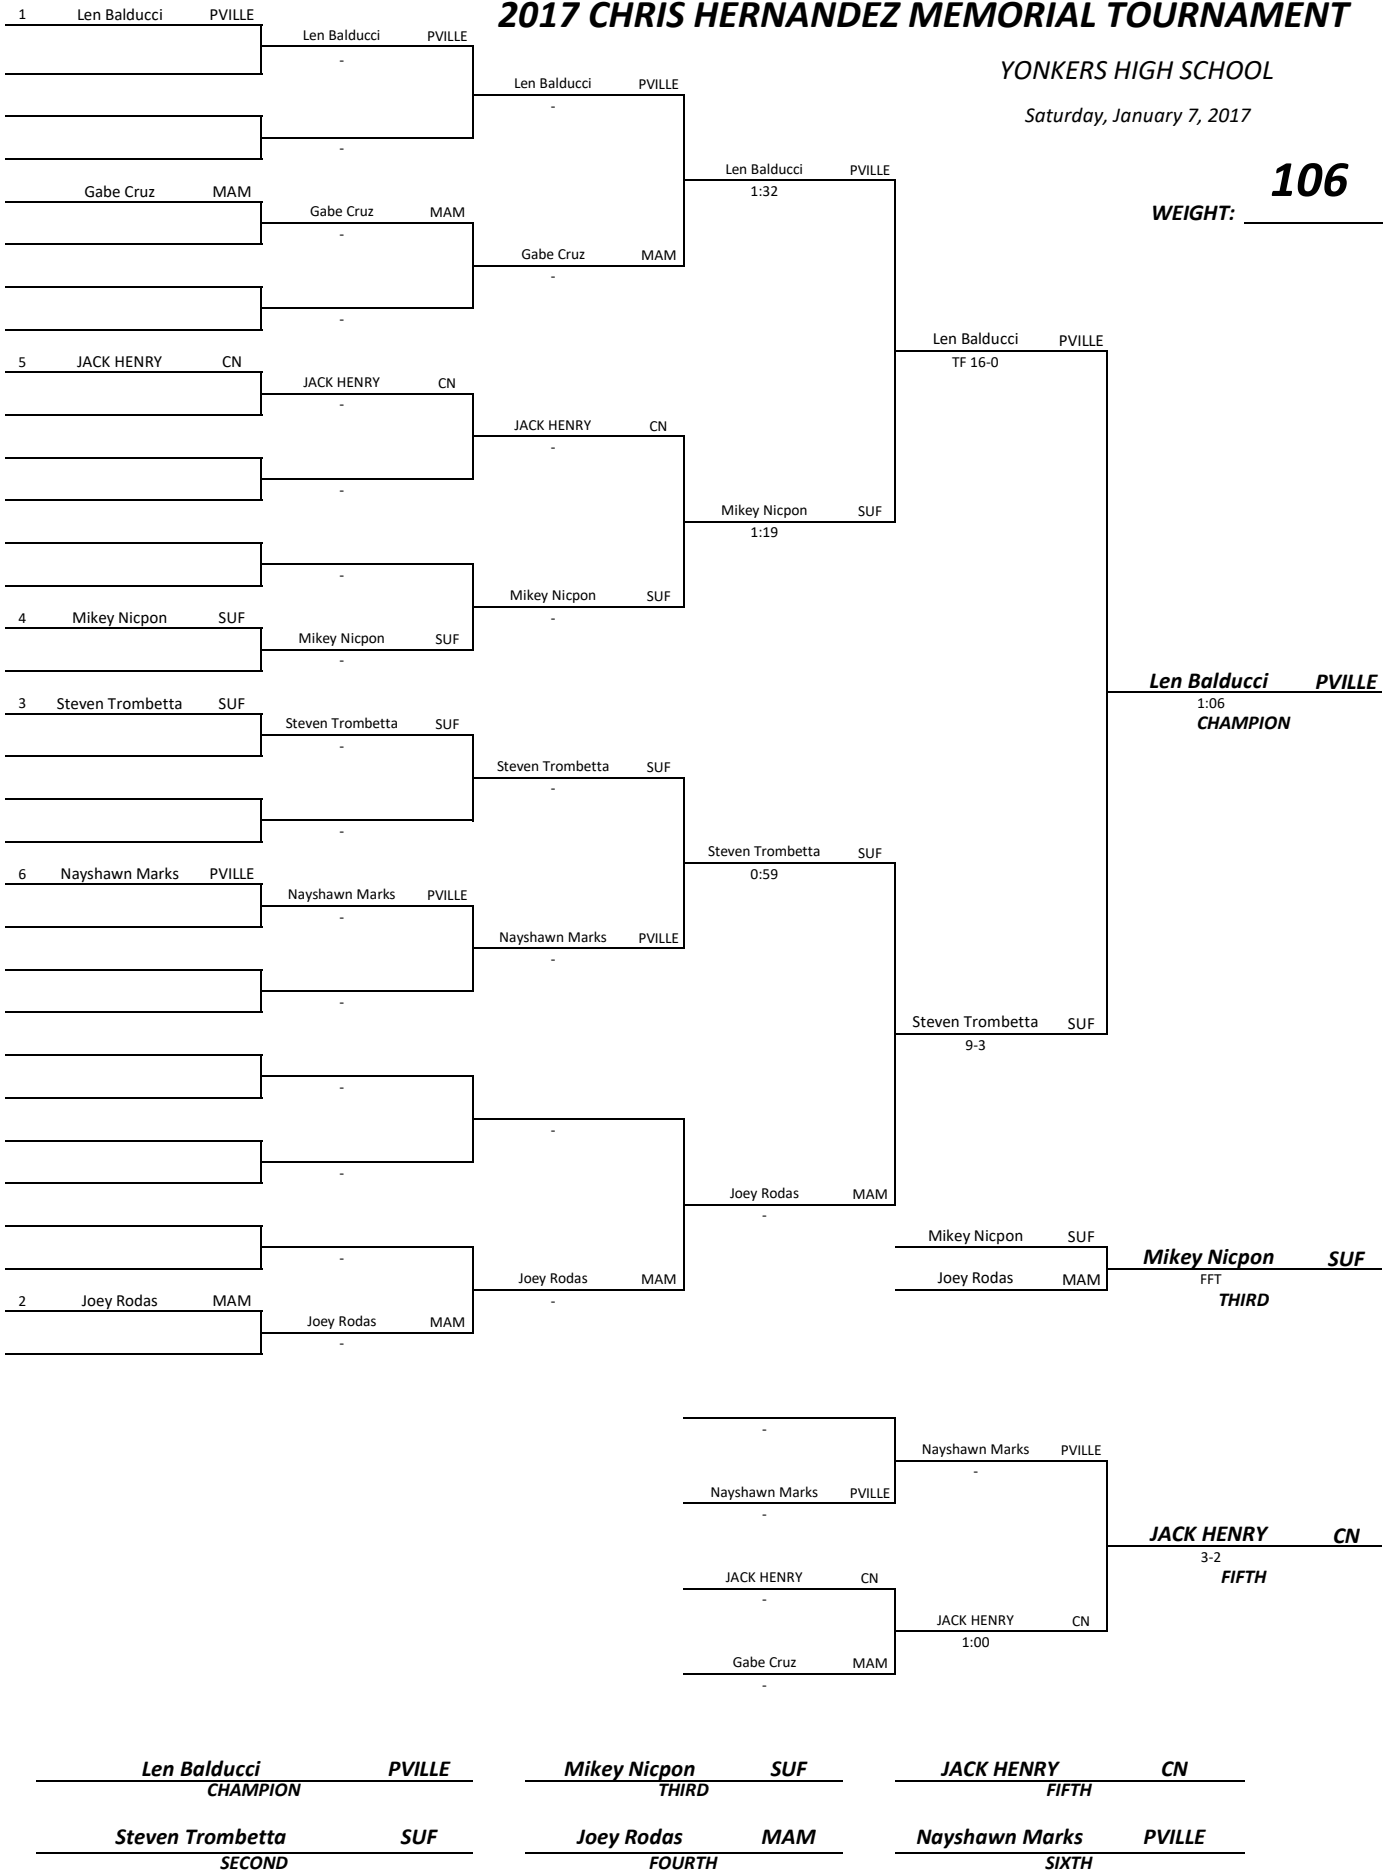 2017 CHRIS HERNANDEZ MEMORIAL TOURNAMENT
YONKERS HIGH SCHOOL
Saturday, January 7, 2017
WEIGHT: 106
1 Len Balducci PVILLE
Gabe Cruz MAM
5 JACK HENRY CN
4 Mikey Nicpon SUF
3 Steven Trombetta SUF
6 Nayshawn Marks PVILLE
2 Joey Rodas MAM
Len Balducci PVILLE
-
-
Gabe Cruz MAM
-
-
JACK HENRY CN
-
-
-
Mikey Nicpon SUF
-
Steven Trombetta SUF
-
-
Nayshawn Marks PVILLE
-
-
-
-
-
Joey Rodas MAM
-
Len Balducci PVILLE
-
Gabe Cruz MAM
-
JACK HENRY CN
-
Mikey Nicpon SUF
-
Steven Trombetta SUF
-
Nayshawn Marks PVILLE
-
-
Joey Rodas MAM
-
Len Balducci PVILLE
1:32
Mikey Nicpon SUF
1:19
Steven Trombetta SUF
0:59
Joey Rodas MAM
-
Len Balducci PVILLE
TF 16-0
Steven Trombetta SUF
9-3
Len Balducci PVILLE
1:06
CHAMPION
Mikey Nicpon SUF
Joey Rodas MAM
Mikey Nicpon SUF
FFT
THIRD
-
Nayshawn Marks PVILLE
-
JACK HENRY CN
-
Gabe Cruz MAM
-
Nayshawn Marks PVILLE
-
JACK HENRY CN
1:00
JACK HENRY CN
3-2
FIFTH
Len Balducci PVILLE
CHAMPION
Mikey Nicpon SUF
THIRD
JACK HENRY CN
FIFTH
Steven Trombetta SUF
SECOND
Joey Rodas MAM
FOURTH
Nayshawn Marks PVILLE
SIXTH